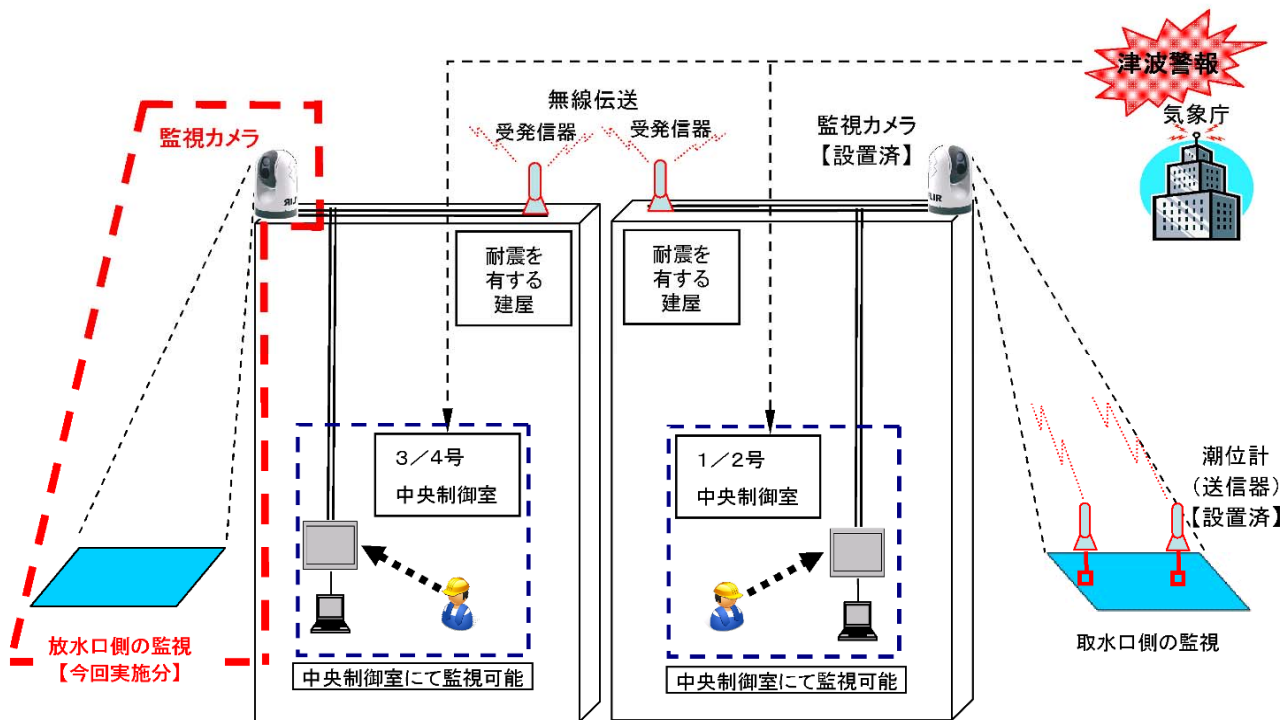 津波警報
気象庁
無線伝送
受発信器
受発信器
監視カメラ
監視カメラ
【設置済】
耐震を
有する
建屋
耐震を
有する
建屋
3／4号
中央制御室
1／2号
中央制御室
潮位計
(送信器)
【設置済】
放水口側の監視
【今回実施分】
中央制御室にて監視可能
中央制御室にて監視可能
取水口側の監視